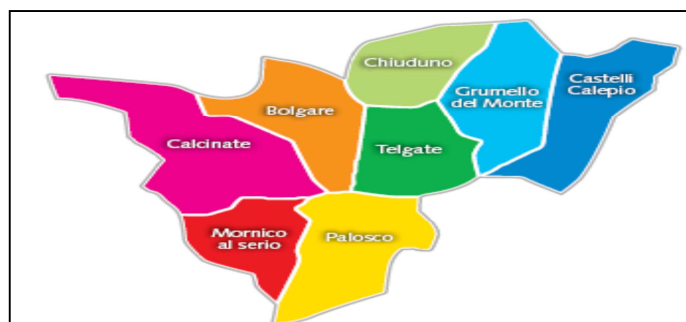 Chiuduno
Grumello
del Monte
Castelli
Calepio
Bolgare
Calcinate
Telgate
Mornico
al serio
Palosco